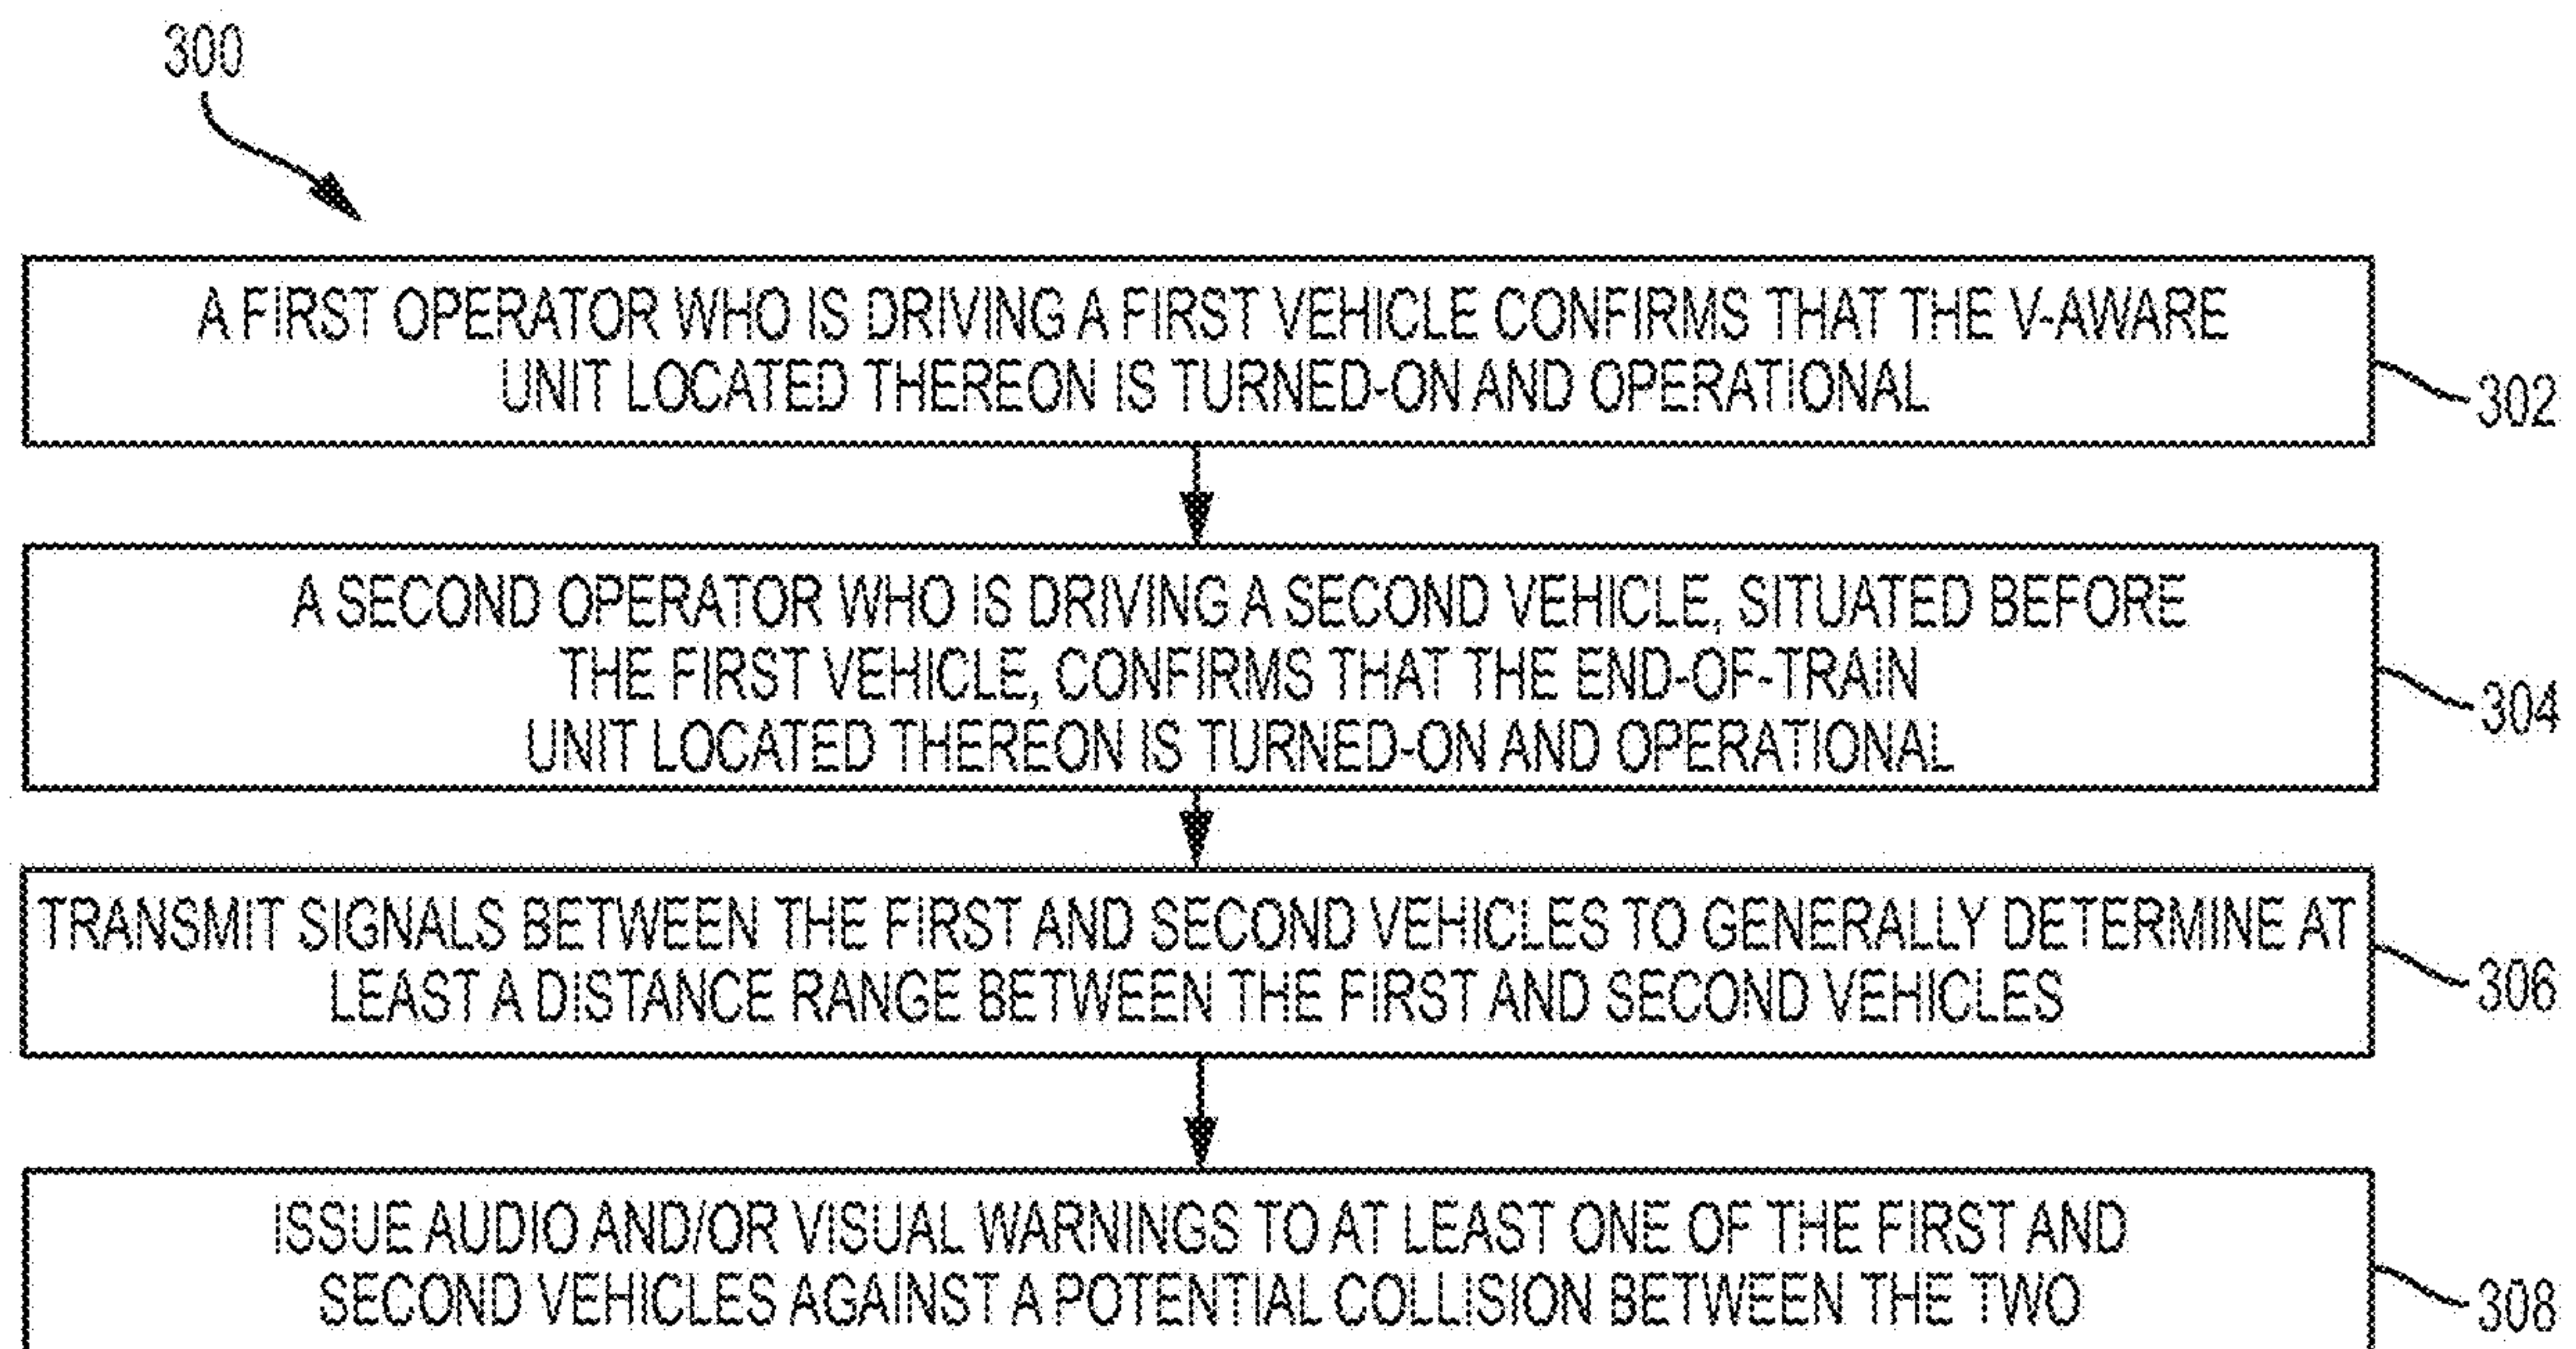 300
A FIRST OPERATOR WHO IS DRIVING A FIRST VEHICLE CONFIRMS THAT THE V-AWARE
UNIT LOCATED THEREON IS TURNED-ON AND OPERATIONAL
302
A SECOND OPERATOR WHO IS DRIVING A SECOND VEHICLE, SITUATED BEFORE
THE FIRST VEHICLE, CONFIRMS THAT THE END-OF-TRAIN
UNIT LOCATED THEREON IS TURNED-ON AND OPERATIONAL
304
TRANSMIT SIGNALS BETWEEN THE FIRST AND SECOND VEHICLES TO GENERALLY DETERMINE AT
LEAST A DISTANCE RANGE BETWEEN THE FIRST AND SECOND VEHICLES
306
ISSUE AUDIO AND/OR VISUAL WARNINGS TO AT LEAST ONE OF THE FIRST AND
SECOND VEHICLES AGAINST A POTENTIAL COLLISION BETWEEN THE TWO
308